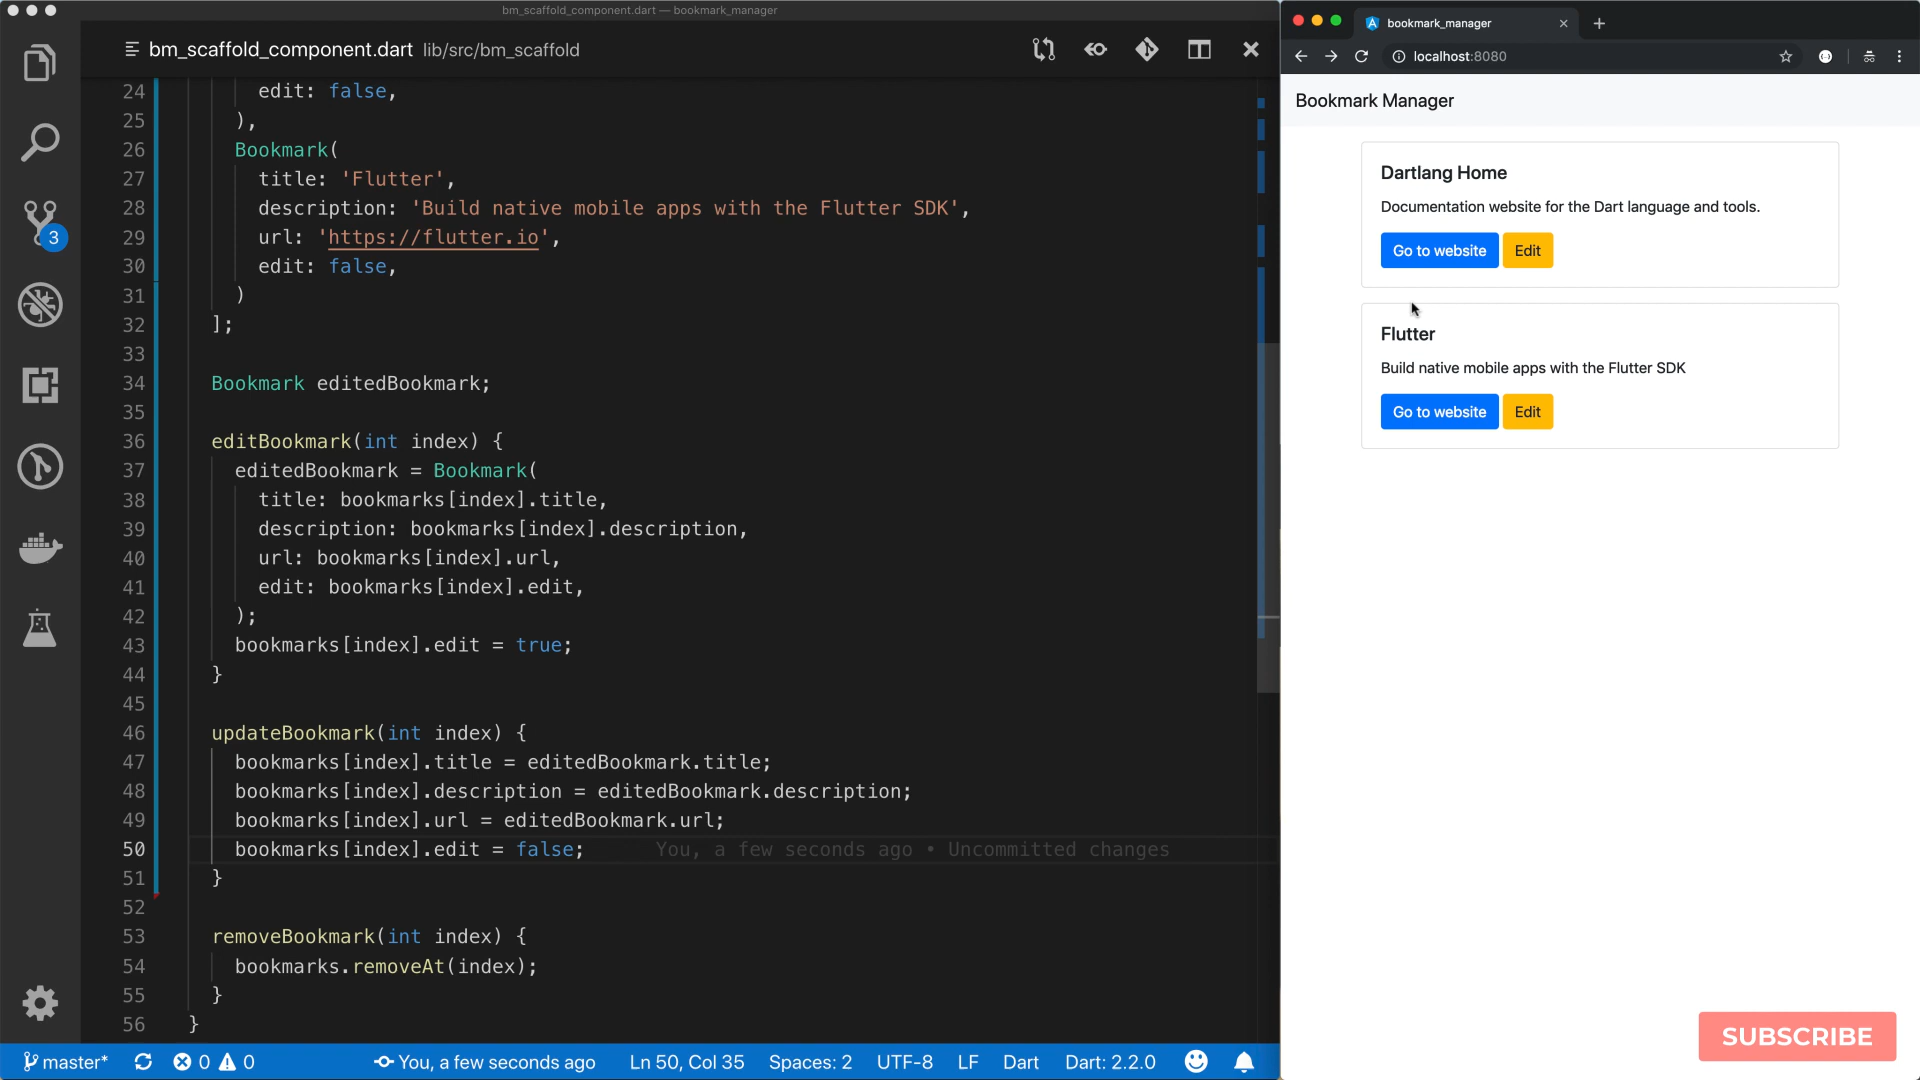 bm_scaffold_component.dart — bookmark_manager
bm_scaffold_component.dart lib/src/bm_scaffold
24 edit: false,
25 ),
26 Bookmark(
27 title: 'Flutter',
28 description: 'Build native mobile apps with the Flutter SDK',
29 url: 'https://flutter.io',
30 edit: false,
31 )
32 ];
33
34 Bookmark editedBookmark;
35
36 editBookmark(int index) {
37 editedBookmark = Bookmark(
38 title: bookmarks[index].title,
39 description: bookmarks[index].description,
40 url: bookmarks[index].url,
41 edit: bookmarks[index].edit,
42 );
43 bookmarks[index].edit = true;
44 }
45
46 updateBookmark(int index) {
47 bookmarks[index].title = editedBookmark.title;
48 bookmarks[index].description = editedBookmark.description;
49 bookmarks[index].url = editedBookmark.url;
50 bookmarks[index].edit = false; You, a few seconds ago • Uncommitted changes
51 }
52
53 removeBookmark(int index) {
54 bookmarks.removeAt(index);
55 }
56 }
3
master* 0 0 You, a few seconds ago Ln 50, Col 35 Spaces: 2 UTF-8 LF Dart Dart: 2.2.0
bookmark_manager
localhost:8080
Bookmark Manager
Dartlang Home
Documentation website for the Dart language and tools.
Go to website Edit
Flutter
Build native mobile apps with the Flutter SDK
Go to website Edit
SUBSCRIBE